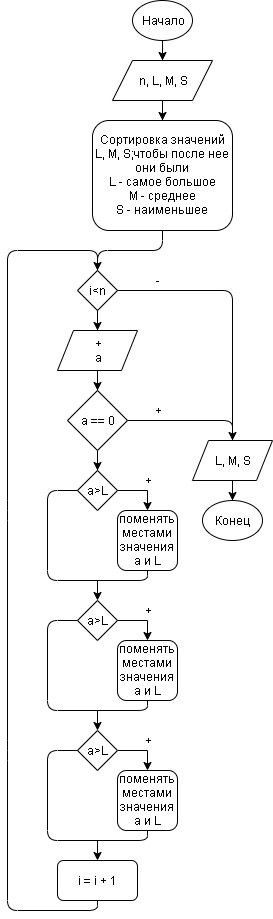 Начало
n, L, M, S
Сортировка значений
L, M, S;чтобы после нее
они были
L - самое большое
M - среднее
S - наименьшее
i<n
-
+
a
a == 0
+
L, M, S
a>L
+
поменять
местами
значения
a и L
Конец
a>L
+
поменять
местами
значения
a и L
a>L
+
поменять
местами
значения
a и L
i = i + 1